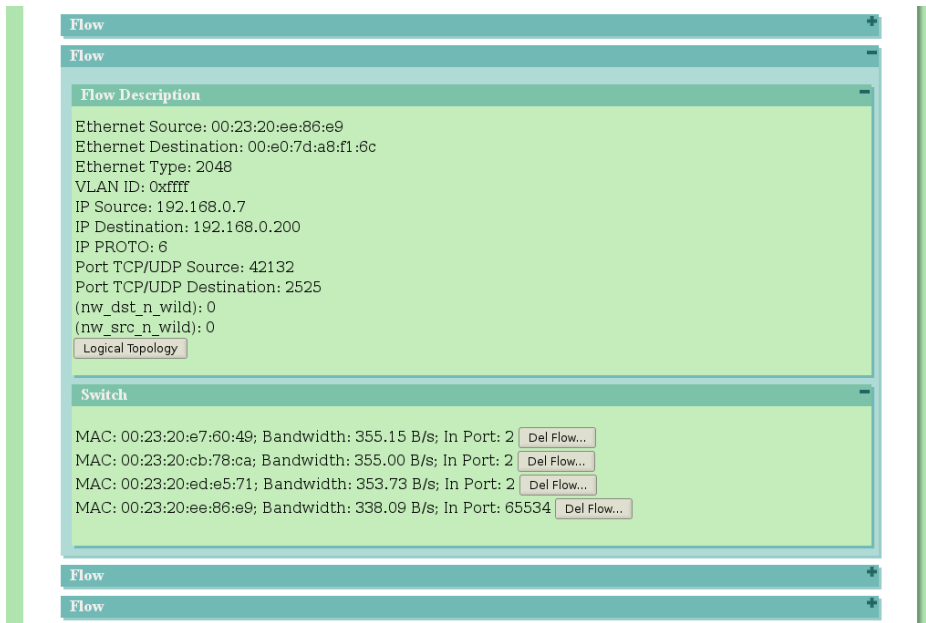 Flow
Flow
Flow Description
Ethernet Source: 00:23:20:ee:86:e9
Ethernet Destination: 00:e0:7d:a8:f1:6c
Ethernet Type: 2048
VLAN ID: 0xffff
IP Source: 192.168.0.7
IP Destination: 192.168.0.200
IP PROTO: 6
Port TCP/UDP Source: 42132
Port TCP/UDP Destination: 2525
(nw_dst_n_wild): 0
(nw_src_n_wild): 0
Logical Topology
Switch
MAC: 00:23:20:e7:60:49; Bandwidth: 355.15 B/s; In Port: 2 Del Flow...
MAC: 00:23:20:cb:78:ca; Bandwidth: 355.00 B/s; In Port: 2 Del Flow...
MAC: 00:23:20:ed:e5:71; Bandwidth: 353.73 B/s; In Port: 2 Del Flow...
MAC: 00:23:20:ee:86:e9; Bandwidth: 338.09 B/s; In Port: 65534 Del Flow...
Flow
Flow